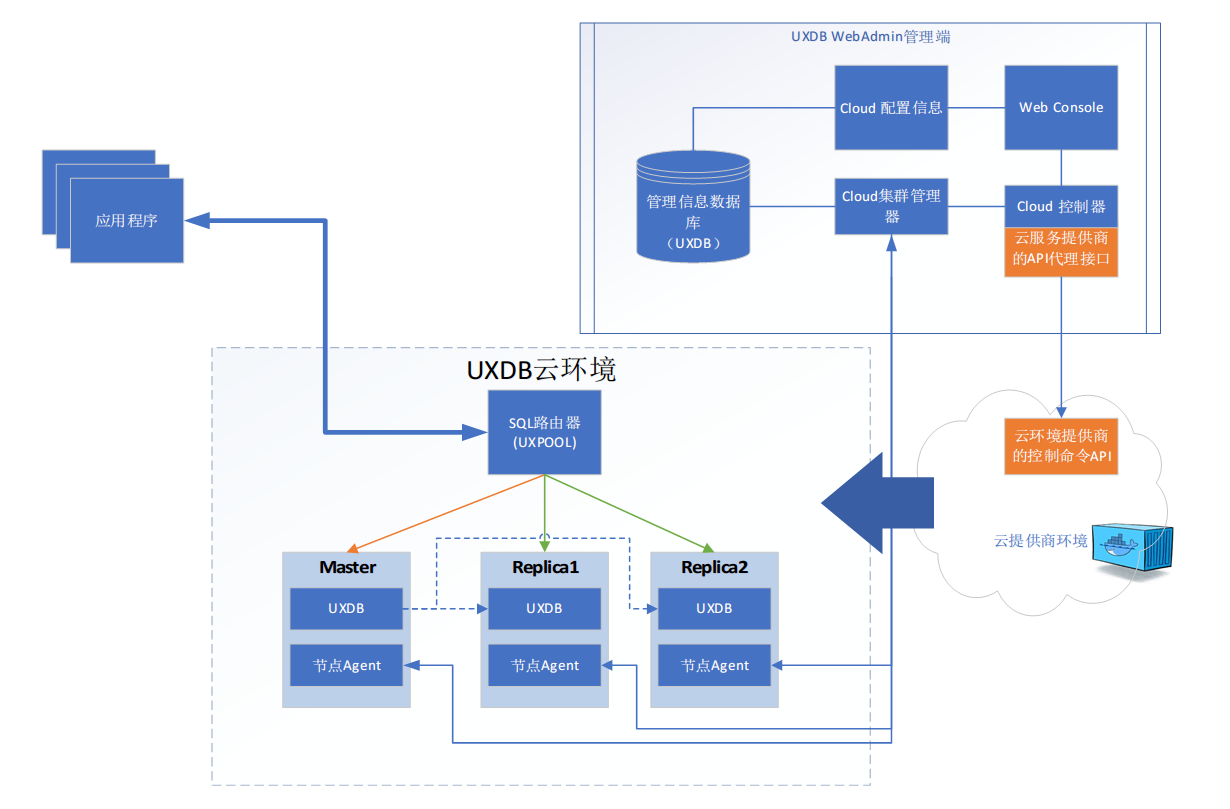 UXDB WebAdmin管理端
Cloud 配置信息
Web Console
管理信息数据
库
（UXDB）
Cloud集群管理
器
Cloud 控制器
云服务提供商
的API代理接口
应用程序
UXDB云环境
SQL路由器
(UXPOOL)
云环境提供商
的控制命令API
云提供商环境
Master
UXDB
节点Agent
Replica1
UXDB
节点Agent
Replica2
UXDB
节点Agent